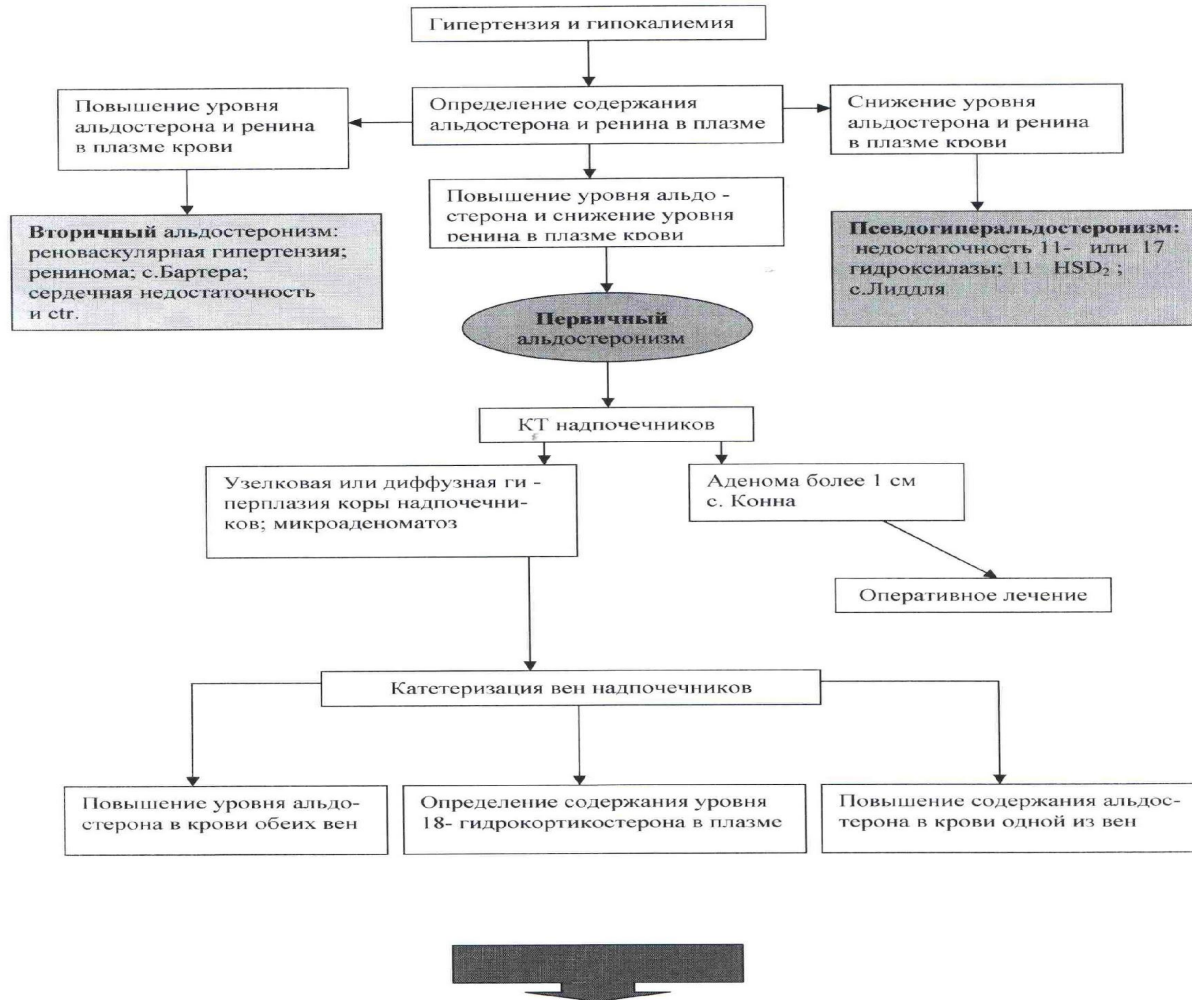 Гипертензия и гипокалиемия
Повышение уровня
альдостерона и ренина
в плазме крови
Определение содержания
альдостерона и ренина в плазме
Снижение уровня
альдостерона и ренина
в плазме крови
Повышение уровня альдо -
стерона и снижение уровня
ренина в плазме крови
Вторичный альдостеронизм:
реноваскулярная гипертензия;
ренинома; с.Бартера;
сердечная недостаточность
и ctr.
Псевдогиперальдостеронизм:
недостаточность 11- или 17
гидроксилазы; 11 HSD₂ ;
с.Лиддля
Первичный
альдостеронизм
КТ надпочечников
Узелковая или диффузная ги -
перплазия коры надпочечни-
ков; микроаденоматоз
Аденома более 1 см
с. Конна
Оперативное лечение
Катетеризация вен надпочечников
Повышение уровня альдо-
стерона в крови обеих вен
Определение содержания уровня
18- гидрокортикостерона в плазме
Повышение содержания альдос-
терона в крови одной из вен